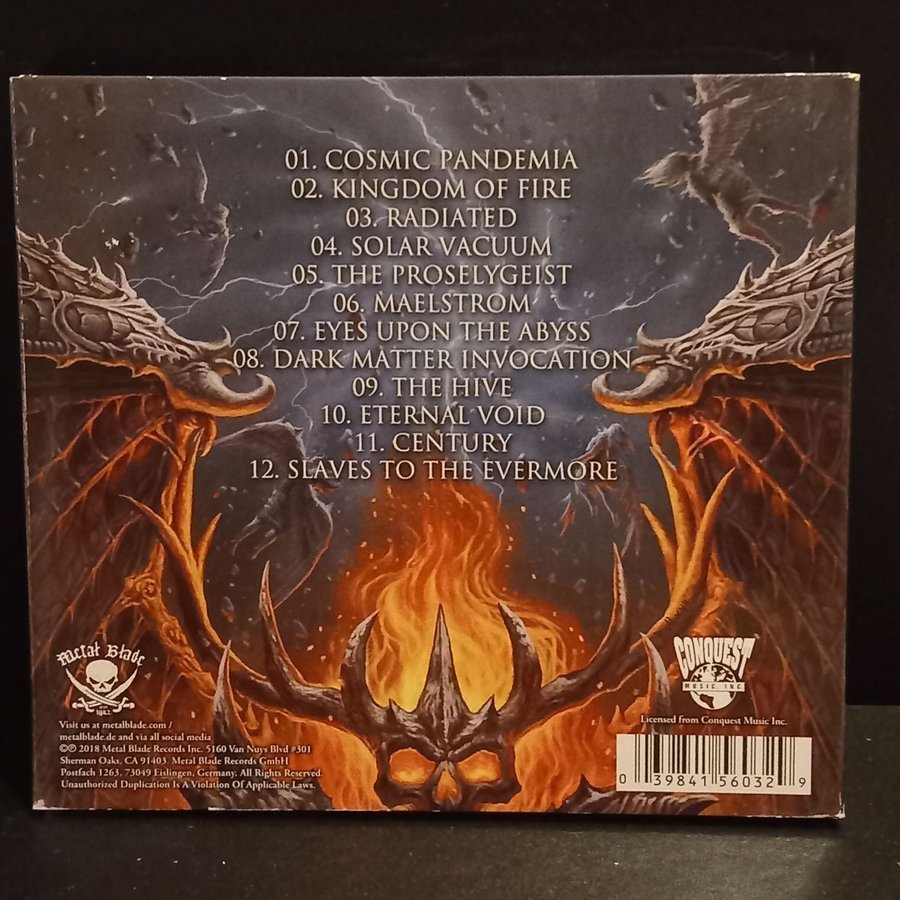 01. COSMIC PANDEMIA
02. KINGDOM OF FIRE
03. RADIATED
04. SOLAR VACUUM
05. THE PROSELYGEIST
06. MAELSTROM
07. EYES UPON THE ABYSS
08. DARK MATTER INVOCATION
09. THE HIVE
10. ETERNAL VOID
11. CENTURY
12. SLAVES TO THE EVERMORE
Metal Blade
1982
Visit us at metalblade.com /
metalblade.de and via all social media
©℗ 2018 Metal Blade Records Inc. 5160 Van Nuys Blvd #301
Sherman Oaks, CA 91403. Metal Blade Records GmbH
Postfach 1263, 73049 Eislingen, Germany. All Rights Reserved.
Unauthorized Duplication Is A Violation Of Applicable Laws.
CONQUEST
MUSIC, INC.
Licensed from Conquest Music Inc.
0 39841 56032 9